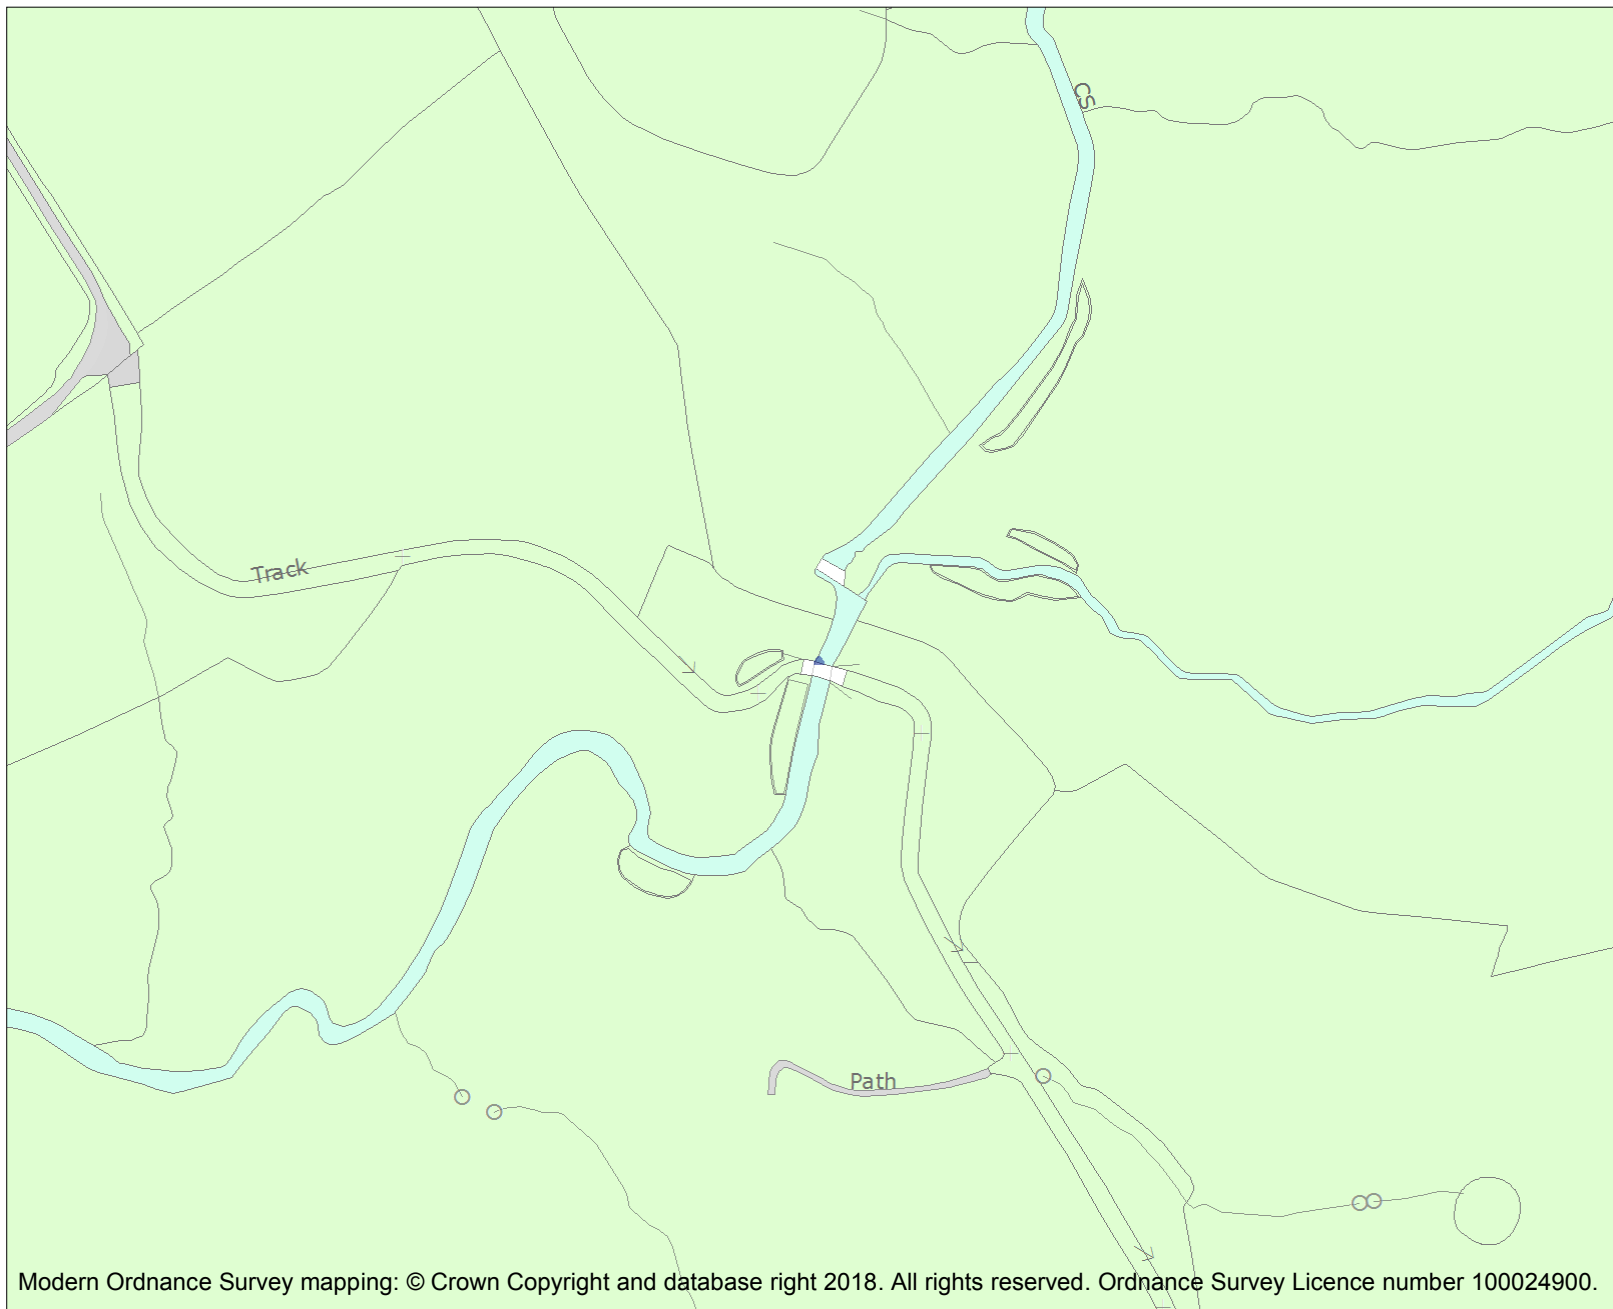 CS
Track
Path
Modern Ordnance Survey mapping: © Crown Copyright and database right 2018. All rights reserved. Ordnance Survey Licence number 100024900.